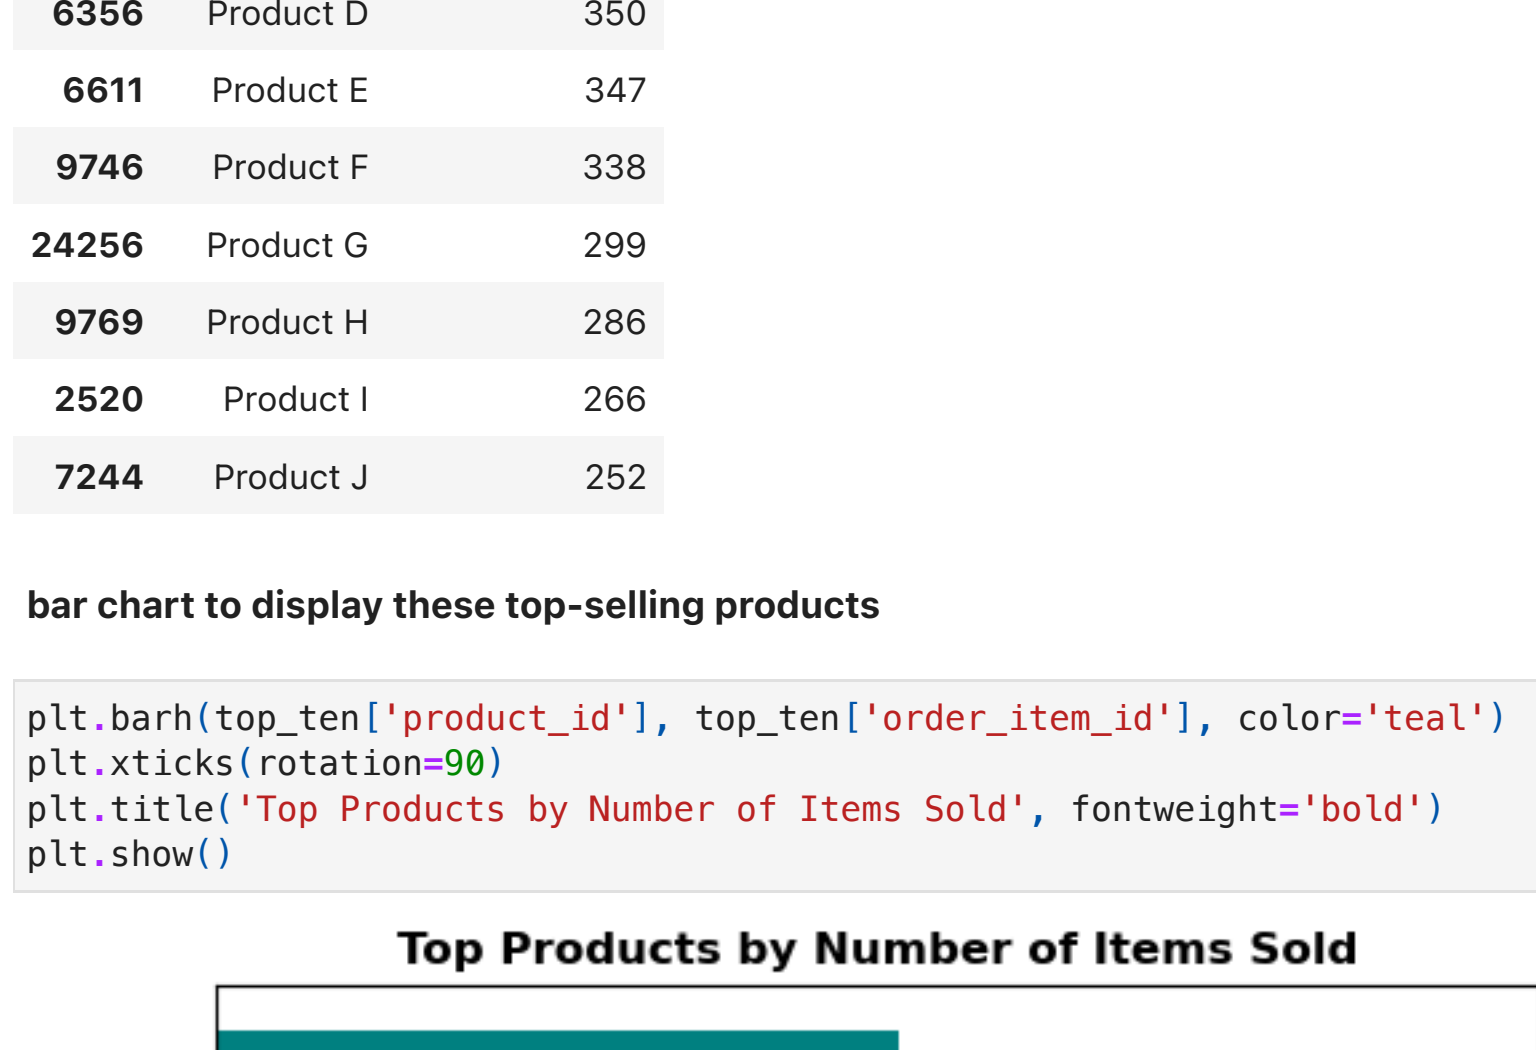 6356 Product D 350
6611 Product E 347
9746 Product F 338
24256 Product G 299
9769 Product H 286
2520 Product I 266
7244 Product J 252
bar chart to display these top-selling products
plt.barh(top_ten['product_id'], top_ten['order_item_id'], color='teal')
plt.xticks(rotation=90)
plt.title('Top Products by Number of Items Sold', fontweight='bold')
plt.show()
Top Products by Number of Items Sold